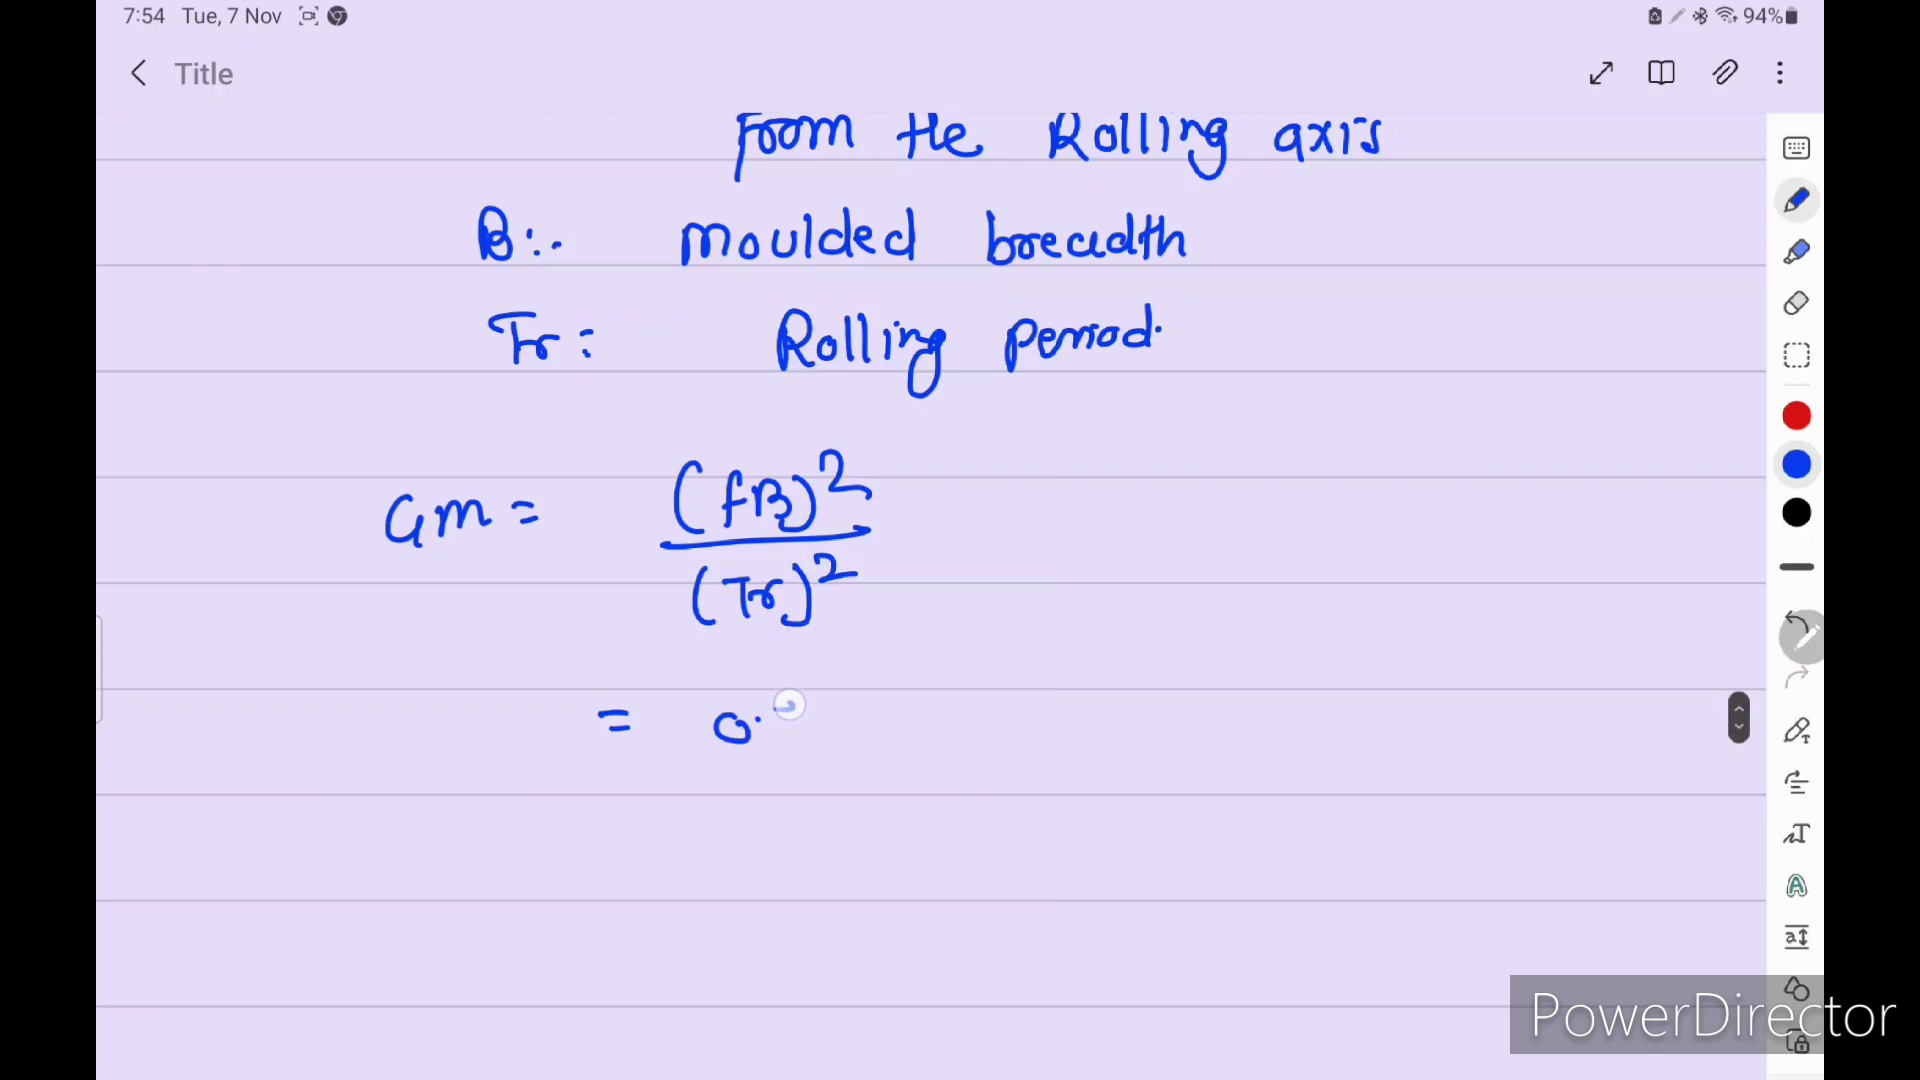 7:54 Tue, 7 Nov 94%
Title
from the Rolling axis
B:- moulded breadth
Tr: Rolling period.
Gm = (fB)²
(Tr)²
= 0.
PowerDirector